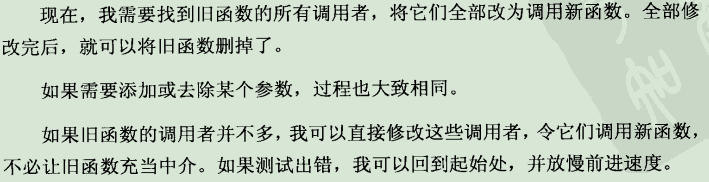 现在，我需要找到旧函数的所有调用者，将它们全部改为调用新函数。全部修
改完后，就可以将旧函数删掉了。
如果需要添加或去除某个参数，过程也大致相同。
如果旧函数的调用者并不多，我可以直接修改这些调用者，令它们调用新函数，
不必让旧函数充当中介。如果测试出错，我可以回到起始处，并放慢前进速度。